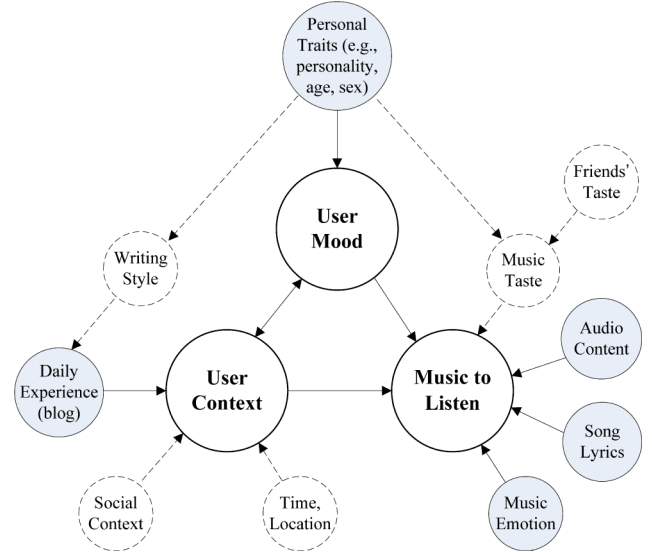 Personal
Traits (e.g.,
personality,
age, sex)
User
Mood
Friends'
Taste
Writing
Style
Music
Taste
Audio
Content
Daily
Experience
(blog)
User
Context
Music to
Listen
Song
Lyrics
Social
Context
Time,
Location
Music
Emotion